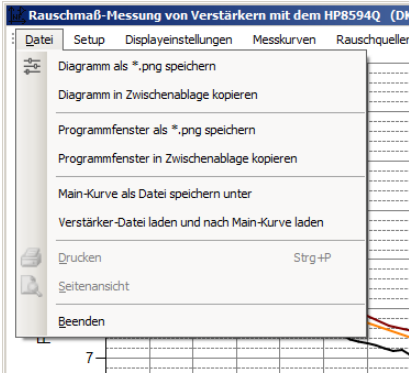 Rauschmaß-Messung von Verstärkern mit dem HP8594Q (DK
Datei Setup Displayeinstellungen Messkurven Rauschqueller
Diagramm als *.png speichern
Diagramm in Zwischenablage kopieren
Programmfenster als *.png speichern
Programmfenster in Zwischenablage kopieren
Main-Kurve als Datei speichern unter
Verstärker-Datei laden und nach Main-Kurve laden
Drucken Strg+P
Seitenansicht
Beenden
7